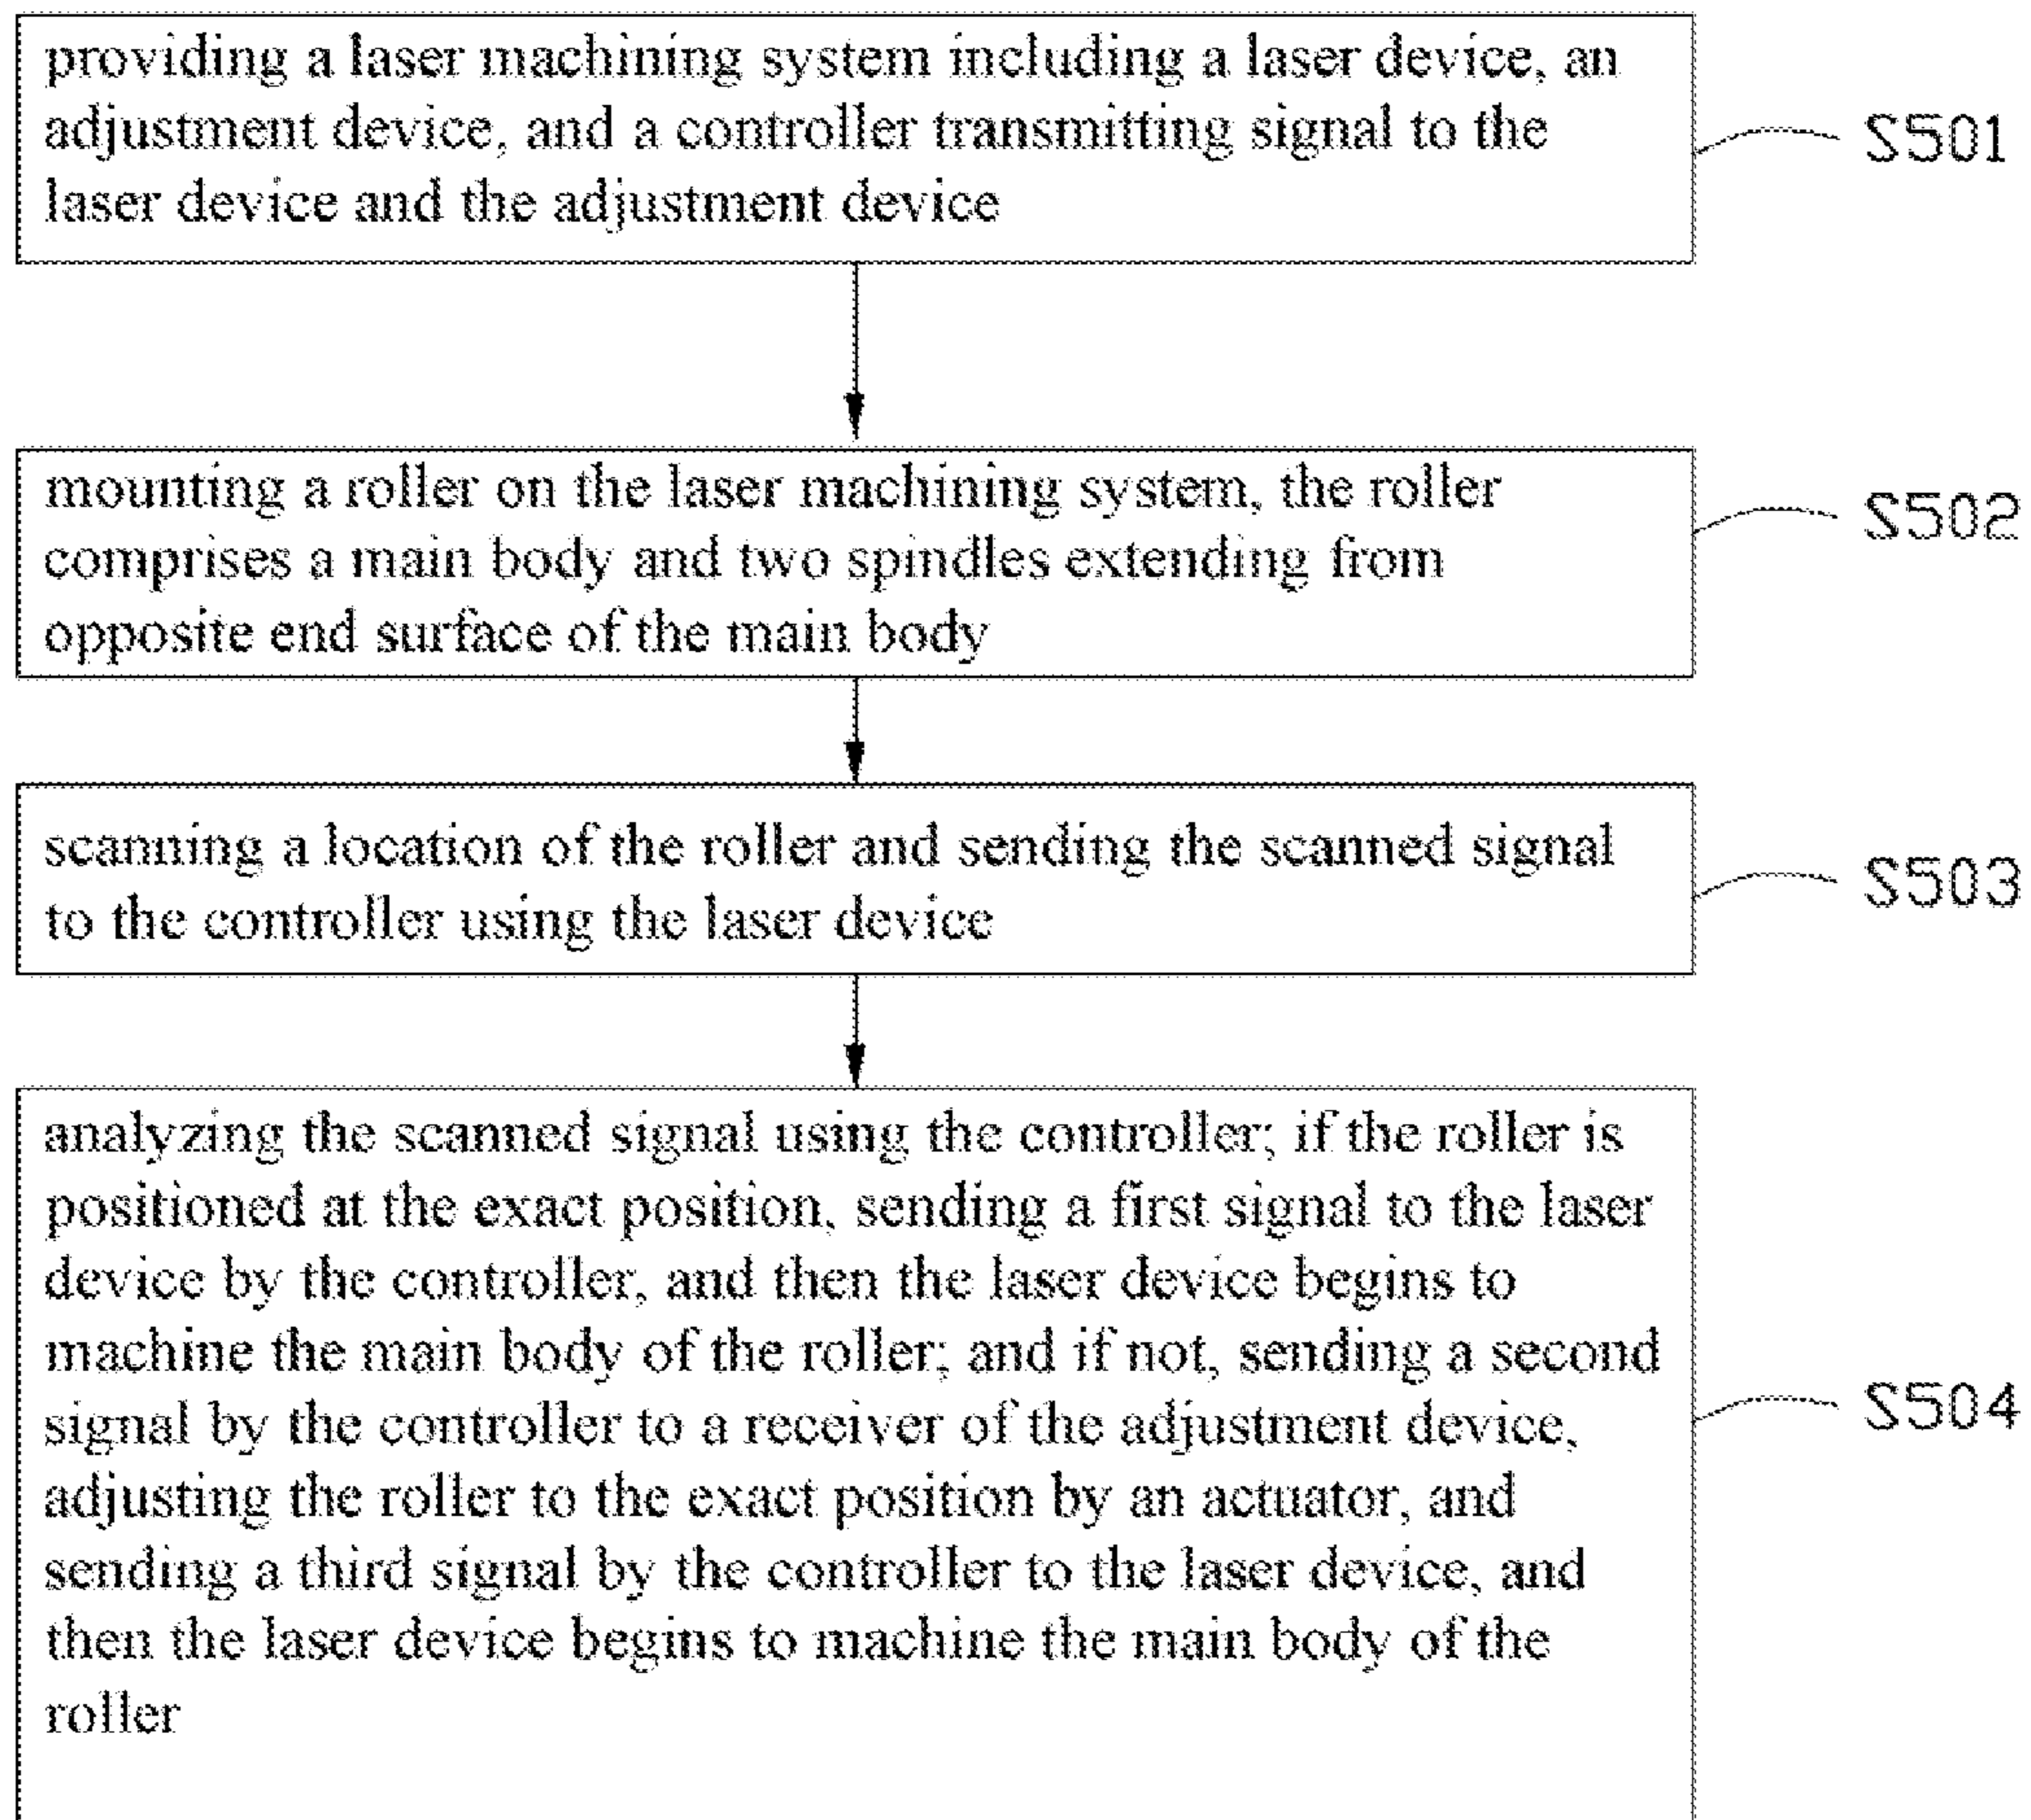 providing a laser machining system including a laser device, an
adjustment device, and a controller transmitting signal to the
laser device and the adjustment device
S501
mounting a roller on the laser machining system, the roller
comprises a main body and two spindles extending from
opposite end surface of the main body
S502
scanning a location of the roller and sending the scanned signal
to the controller using the laser device
S503
analyzing the scanned signal using the controller; if the roller is
positioned at the exact position, sending a first signal to the laser
device by the controller, and then the laser device begins to
machine the main body of the roller; and if not, sending a second
signal by the controller to a receiver of the adjustment device,
adjusting the roller to the exact position by an actuator, and
sending a third signal by the controller to the laser device, and
then the laser device begins to machine the main body of the
roller
S504